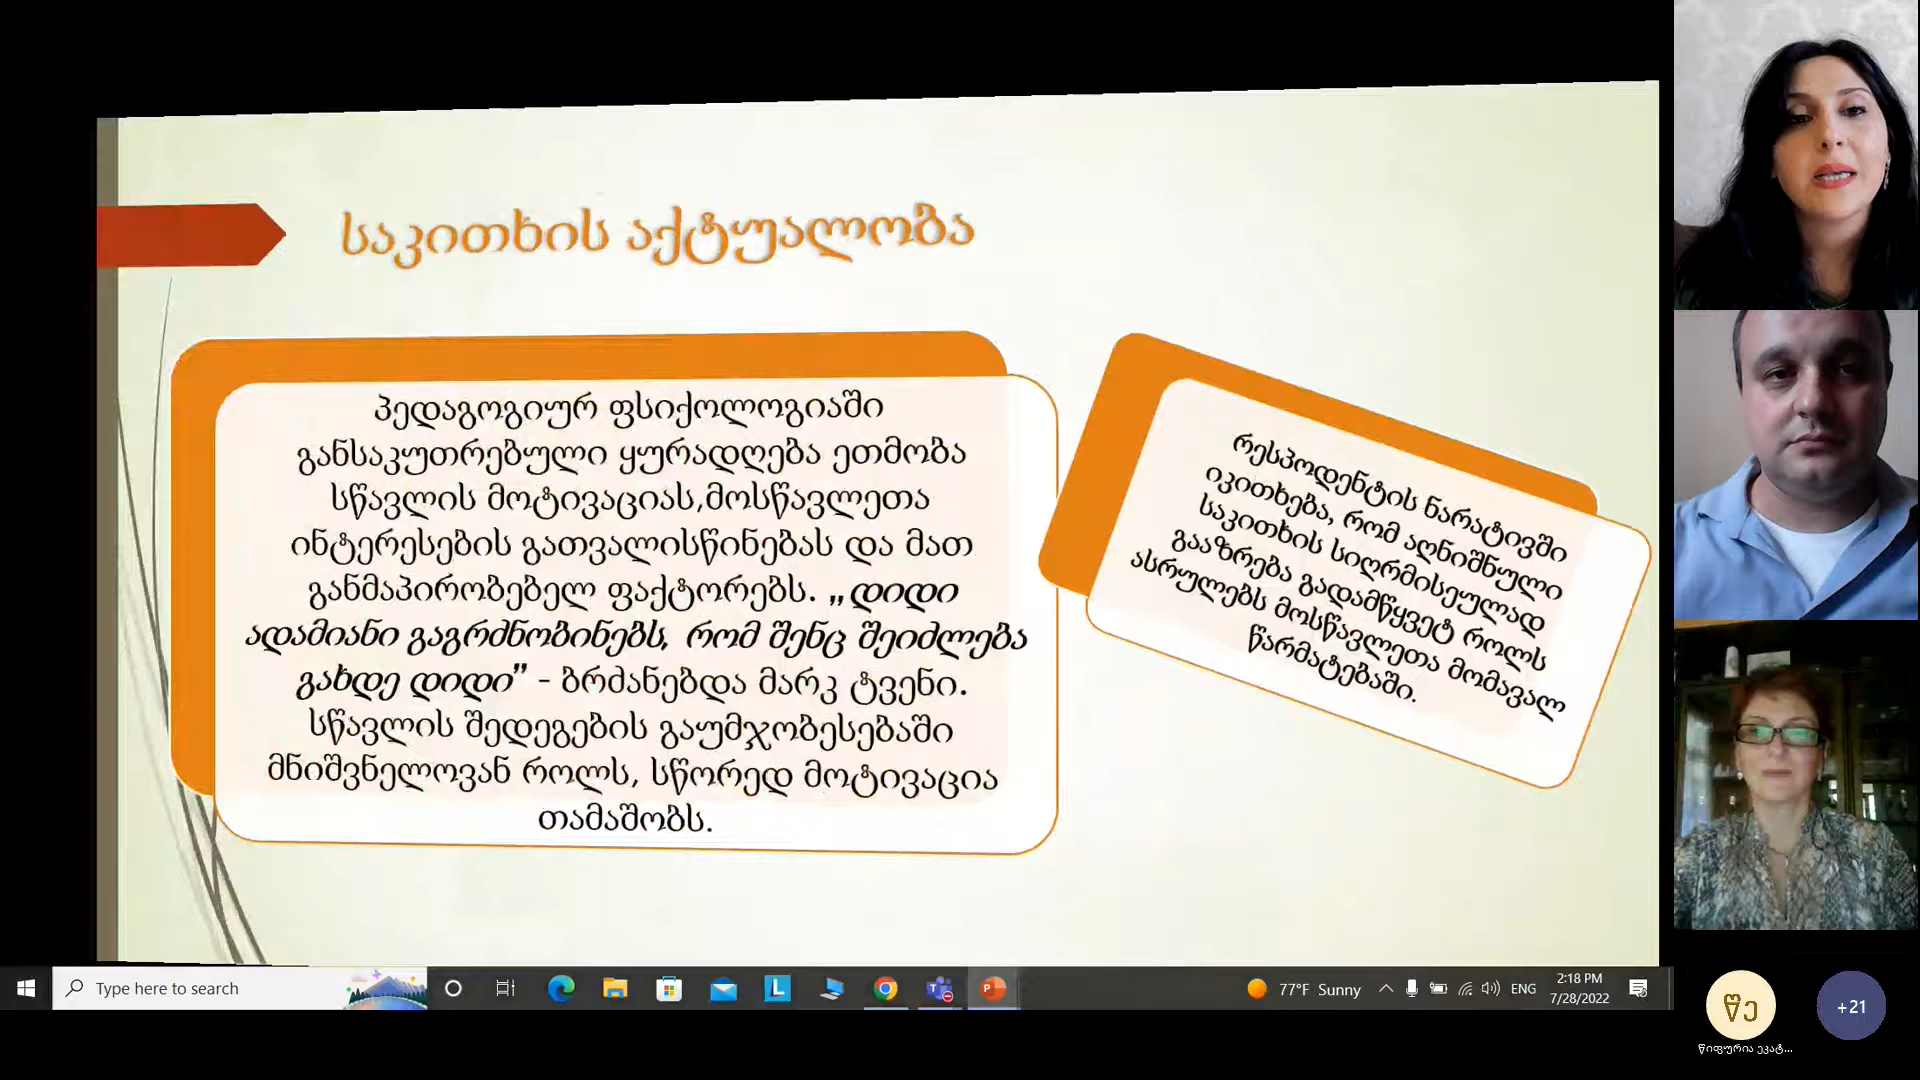 საკითხის აქტუალობა
პედაგოგიურ ფსიქოლოგიაში
განსაკუთრებული ყურადღება ეთმობა
სწავლის მოტივაციას,მოსწავლეთა
ინტერესების გათვალისწინებას და მათ
განმაპირობებელ ფაქტორებს. „დიდი
ადამიანი გაგრძნობინებს, რომ შენც შეიძლება
გახდე დიდი” - ბრძანებდა მარკ ტვენი.
სწავლის შედეგების გაუმჯობესებაში
მნიშვნელოვან როლს, სწორედ მოტივაცია
თამაშობს.
რესპოდენტის ნარატივში
იკითხება, რომ აღნიშნული
საკითხის სიღრმისეულად
გააზრება გადამწყვეტ როლს
ასრულებს მოსწავლეთა მომავალ
წარმატებაში.
Type here to search
77°F Sunny
ENG
2:18 PM
7/28/2022
წე
+21
წიფურია ეკატ...